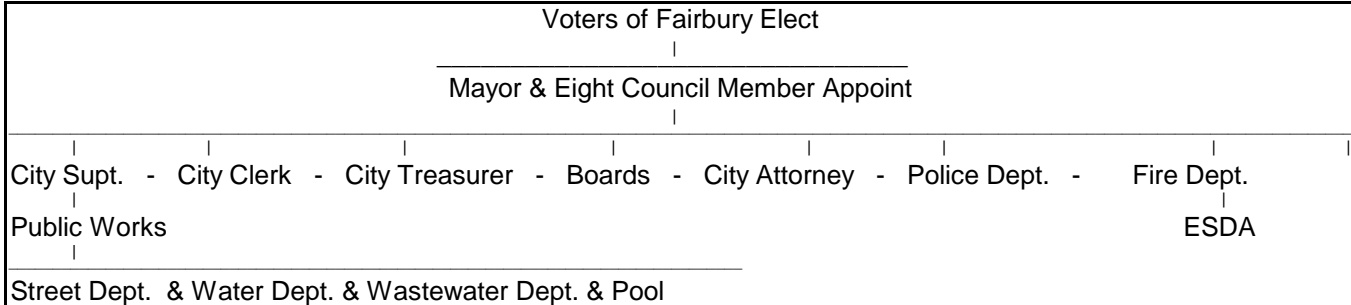 Voters of Fairbury Elect
Mayor & Eight Council Member Appoint
City Supt. - City Clerk - City Treasurer - Boards - City Attorney - Police Dept. - Fire Dept.
Public Works ESDA
Street Dept. & Water Dept. & Wastewater Dept. & Pool